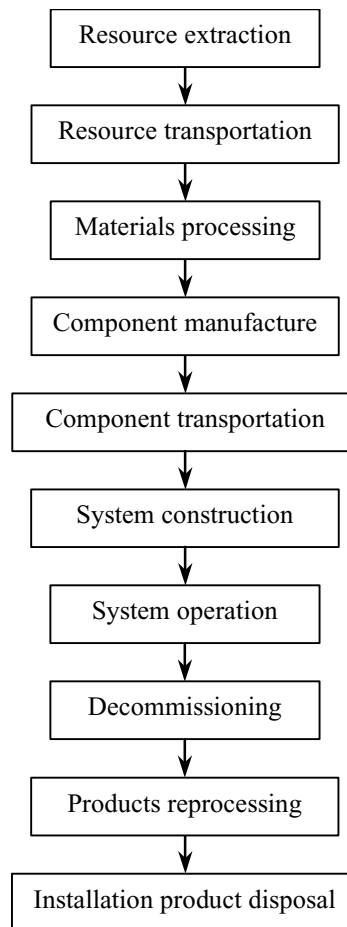 Resource extraction
Resource transportation
Materials processing
Component manufacture
Component transportation
System construction
System operation
Decommissioning
Products reprocessing
Installation product disposal